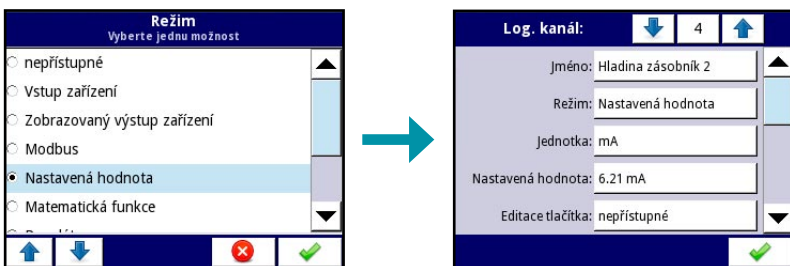 Režim
Vyberte jednu možnost
nepřístupné
Vstup zařízení
Zobrazovaný výstup zařízení
Modbus
Nastavená hodnota
Matematická funkce
Log. kanál: 4
Jméno: Hladina zásobník 2
Režim: Nastavená hodnota
Jednotka: mA
Nastavená hodnota: 6.21 mA
Editace tlačítka: nepřístupné